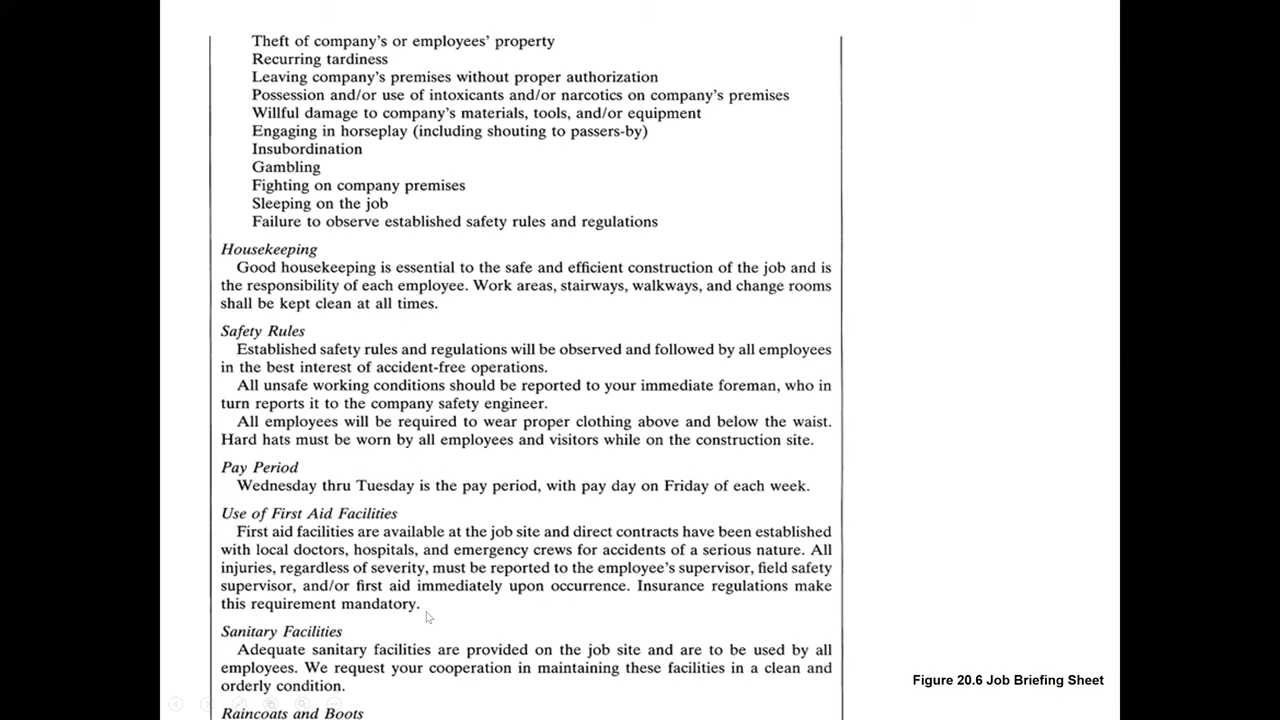 Theft of company's or employees' property
Recurring tardiness
Leaving company's premises without proper authorization
Possession and/or use of intoxicants and/or narcotics on company's premises
Willful damage to company's materials, tools, and/or equipment
Engaging in horseplay (including shouting to passers-by)
Insubordination
Gambling
Fighting on company premises
Sleeping on the job
Failure to observe established safety rules and regulations
Housekeeping
Good housekeeping is essential to the safe and efficient construction of the job and is
the responsibility of each employee. Work areas, stairways, walkways, and change rooms
shall be kept clean at all times.
Safety Rules
Established safety rules and regulations will be observed and followed by all employees
in the best interest of accident-free operations.
All unsafe working conditions should be reported to your immediate foreman, who in
turn reports it to the company safety engineer.
All employees will be required to wear proper clothing above and below the waist.
Hard hats must be worn by all employees and visitors while on the construction site.
Pay Period
Wednesday thru Tuesday is the pay period, with pay day on Friday of each week.
Use of First Aid Facilities
First aid facilities are available at the job site and direct contracts have been established
with local doctors, hospitals, and emergency crews for accidents of a serious nature. All
injuries, regardless of severity, must be reported to the employee's supervisor, field safety
supervisor, and/or first aid immediately upon occurrence. Insurance regulations make
this requirement mandatory.
Sanitary Facilities
Adequate sanitary facilities are provided on the job site and are to be used by all
employees. We request your cooperation in maintaining these facilities in a clean and
orderly condition.
Raincoats and Boots
Figure 20.6 Job Briefing Sheet